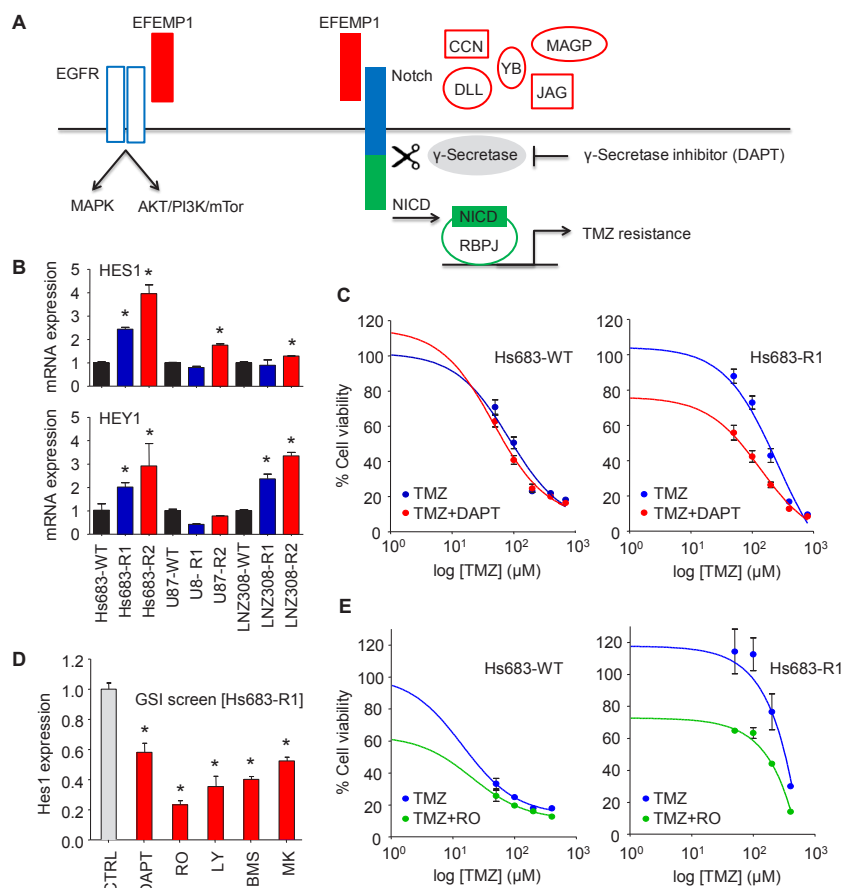 A
EFEMP1
EFEMP1
EGFR
Notch
CCN
YB
MAGP
DLL
JAG
γ-Secretase
γ-Secretase inhibitor (DAPT)
MAPK
AKT/PI3K/mTor
NICD
NICD
RBPJ
TMZ resistance
B
HES1
mRNA expression
5
4
3
2
1
0
* * * *
HEY1
mRNA expression
5
4
3
2
1
0
* * * *
Hs683-WT
Hs683-R1
Hs683-R2
U87-WT
U8- R1
U87-R2
LNZ308-WT
LNZ308-R1
LNZ308-R2
C
% Cell viability
120
100
80
60
40
20
0
Hs683-WT
TMZ
TMZ+DAPT
10⁰ 10¹ 10² 10³
log [TMZ] (µM)
120
100
80
60
40
20
0
Hs683-R1
TMZ
TMZ+DAPT
10⁰ 10¹ 10² 10³
log [TMZ] (µM)
D
Hes1 expression
1.2
1.0
0.8
0.6
0.4
0.2
0.0
GSI screen [Hs683-R1]
* * * * *
CTRL
DAPT
RO
LY
BMS
MK
E
% Cell viability
120
100
80
60
40
20
0
Hs683-WT
TMZ
TMZ+RO
10⁰ 10¹ 10² 10³
log [TMZ] (µM)
120
100
80
60
40
20
0
Hs683-R1
TMZ
TMZ+RO
10⁰ 10¹ 10² 10³
log [TMZ] (µM)